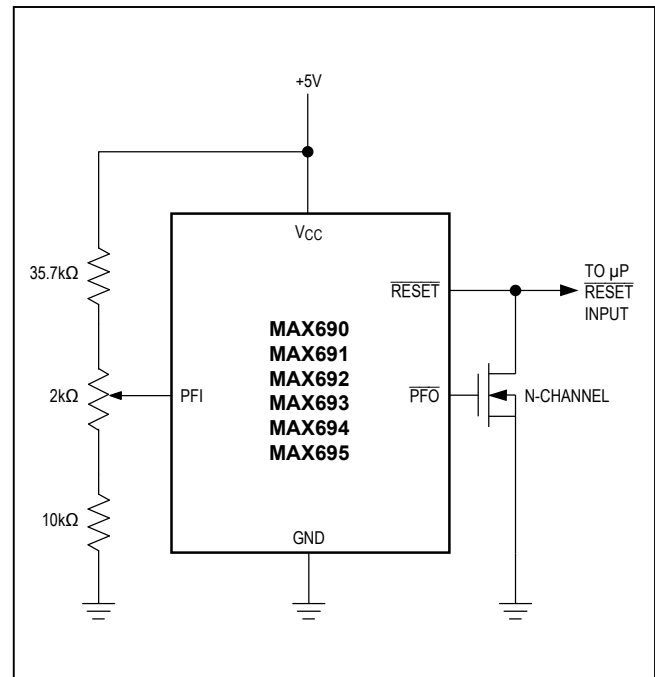 +5V
VCC
35.7kΩ
RESET
TO µP
RESET
INPUT
MAX690
MAX691
MAX692
MAX693
MAX694
MAX695
2kΩ
PFI
PFO
N-CHANNEL
10kΩ
GND